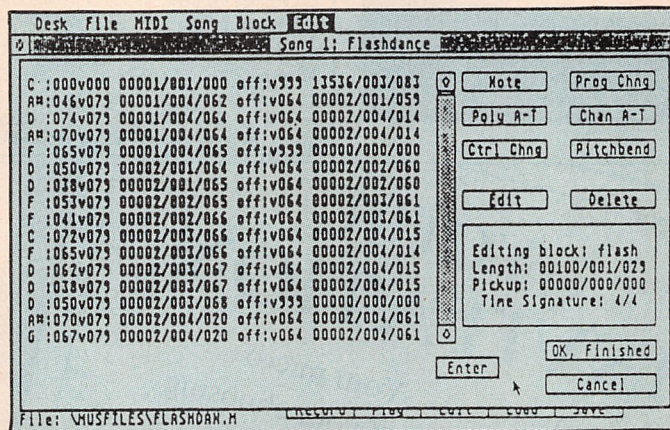 Desk File MIDI Song Block Edit
Song 1: Flashdance
C :000v000 00001/001/000 off:v999 13536/003/083
A#:046v079 00001/004/062 off:v064 00002/001/059
D :074v079 00001/004/064 off:v064 00002/004/014
A#:070v079 00001/004/064 off:v064 00002/004/014
F :065v079 00001/004/065 off:v999 00000/000/000
D :050v079 00002/001/064 off:v064 00002/002/060
D :038v079 00002/001/065 off:v064 00002/002/060
F :053v079 00002/002/065 off:v064 00002/003/061
F :041v079 00002/002/066 off:v064 00002/003/061
C :072v079 00002/003/066 off:v064 00002/004/015
F :065v079 00002/003/066 off:v064 00002/004/014
D :062v079 00002/003/067 off:v064 00002/004/015
D :038v079 00002/003/067 off:v064 00002/004/015
D :050v079 00002/003/068 off:v999 00000/000/000
A#:070v079 00002/004/020 off:v064 00002/004/061
G :067v079 00002/004/020 off:v064 00002/004/061
Note
Prog Chng
Poly A-T
Chan A-T
Ctrl Chng
Pitchbend
Edit
Delete
Editing block: flash
Length: 00100/001/029
Pickup: 00000/000/000
Time Signature: 4/4
Enter
OK, Finished
Cancel
Record Play Edit Load Save
File: \MUSFILES\FLASHDAN.M